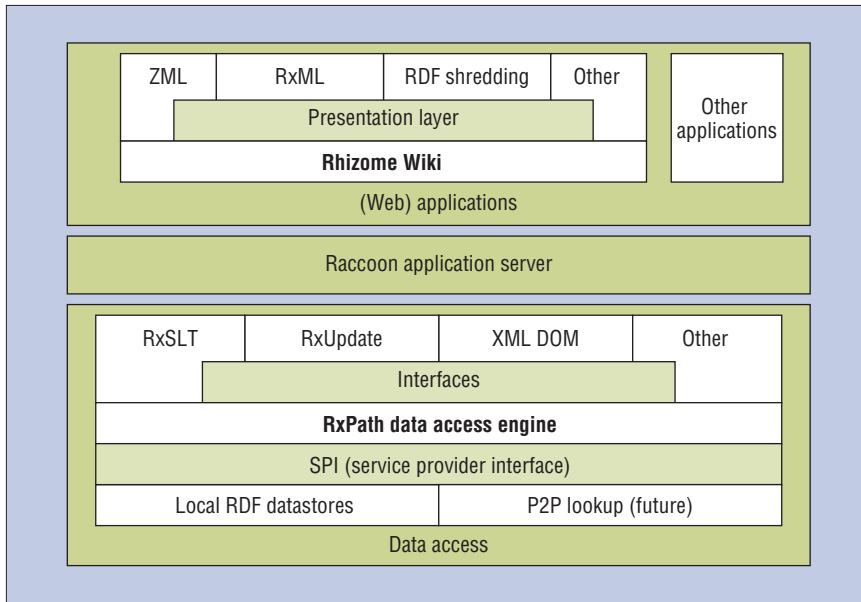 ZML RxML RDF shredding Other
Presentation layer
Rhizome Wiki
Other
applications
(Web) applications
Raccoon application server
RxSLT RxUpdate XML DOM Other
Interfaces
RxPath data access engine
SPI (service provider interface)
Local RDF datastores P2P lookup (future)
Data access